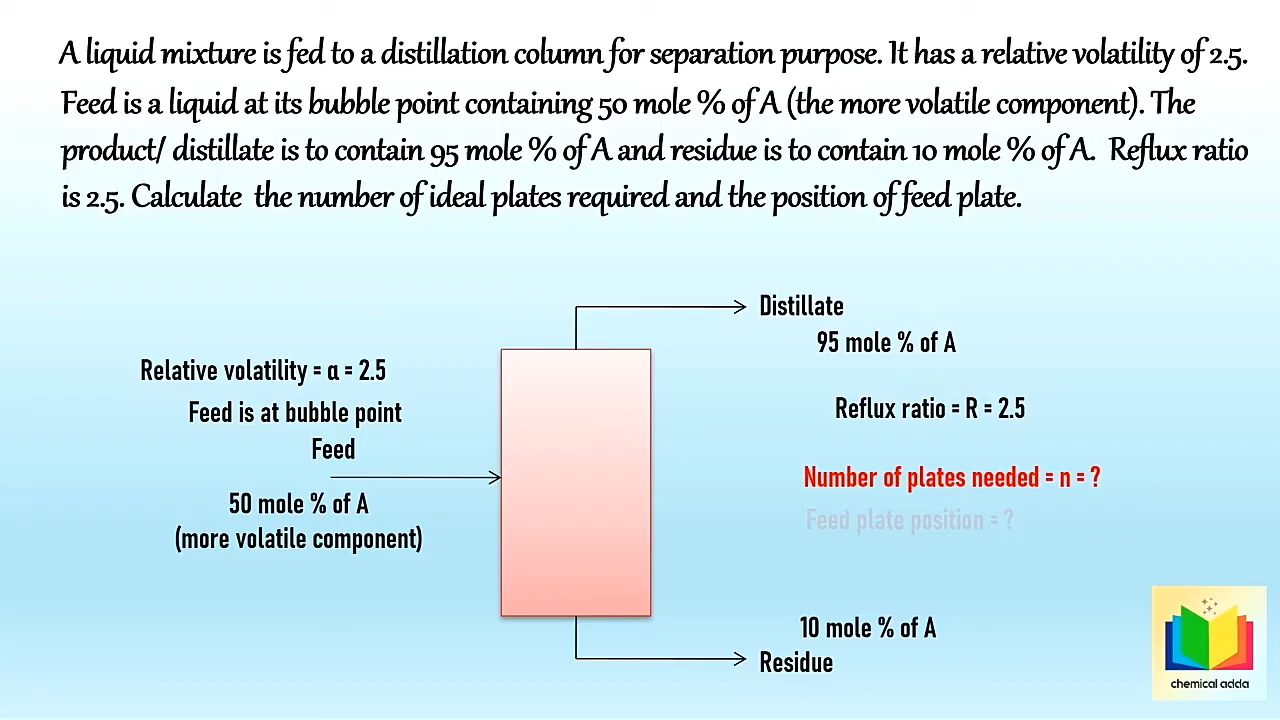 A liquid mixture is fed to a distillation column for separation purpose. It has a relative volatility of 2.5.
Feed is a liquid at its bubble point containing 50 mole % of A (the more volatile component). The
product/ distillate is to contain 95 mole % of A and residue is to contain 10 mole % of A. Reflux ratio
is 2.5. Calculate the number of ideal plates required and the position of feed plate.
Distillate
95 mole % of A
Relative volatility = α = 2.5
Feed is at bubble point
Reflux ratio = R = 2.5
Feed
Number of plates needed = n = ?
50 mole % of A
Feed plate position = ?
(more volatile component)
10 mole % of A
Residue
chemical adda